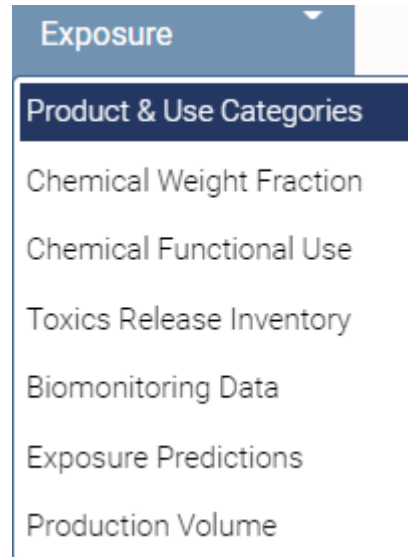 Exposure
Product & Use Categories
Chemical Weight Fraction
Chemical Functional Use
Toxics Release Inventory
Biomonitoring Data
Exposure Predictions
Production Volume